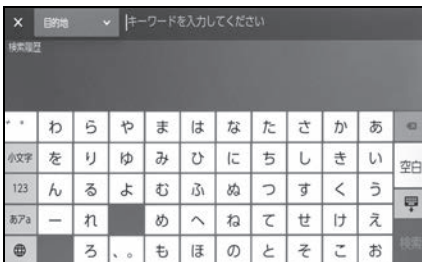 × 目的地 キーワードを入力してください
検索履歴
゛゜ わ ら や ま は な た さ か あ
小文字 を り ゆ み ひ に ち し き い 空白
123 ん る よ む ふ ぬ つ す く う
あアa ー れ め へ ね て せ け え
ろ 、。 も ほ の と そ こ お 検索